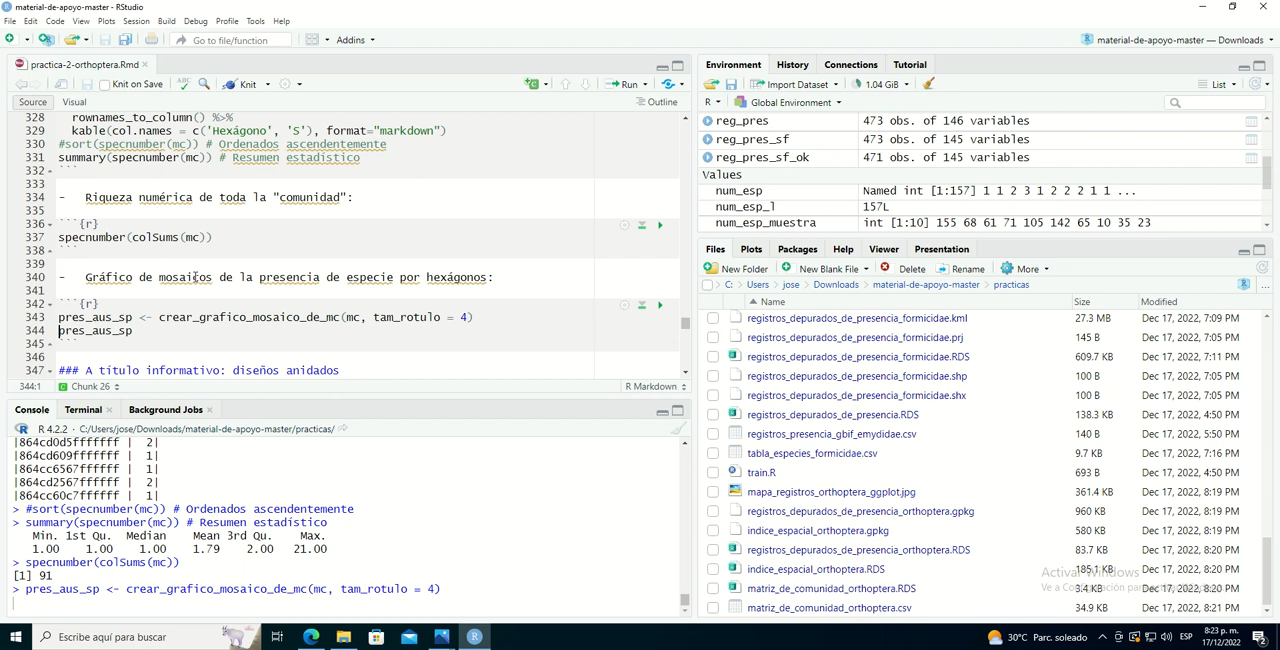 material-de-apoyo-master - RStudio
File Edit Code View Plots Session Build Debug Profile Tools Help
Go to file/function Addins material-de-apoyo-master — Downloads
practica-2-orthoptera.Rmd
Knit on Save ABC Knit Run
Source Visual Outline
328 rownames_to_column() %>%
329 kable(col.names = c('Hexágono', 'S'), format="markdown")
330 #sort(specnumber(mc)) # Ordenados ascendentemente
331 summary(specnumber(mc)) # Resumen estadístico
332 ```
333
334 - Riqueza numérica de toda la "comunidad":
335
336 ```{r}
337 specnumber(colSums(mc))
338 ```
339
340 - Gráfico de mosaicos de la presencia de especie por hexágonos:
341
342 ```{r}
343 pres_aus_sp <- crear_grafico_mosaico_de_mc(mc, tam_rotulo = 4)
344 pres_aus_sp
345 ```
346
347 ### A título informativo: diseños anidados
344:1 Chunk 26 R Markdown
Console Terminal Background Jobs
R 4.2.2 · C:/Users/jose/Downloads/material-de-apoyo-master/practicas/
|864cd0d5fffffff | 2|
|864cd609fffffff | 1|
|864cc6567ffffff | 1|
|864cd2567ffffff | 2|
|864cc60c7ffffff | 1|
> #sort(specnumber(mc)) # Ordenados ascendentemente
> summary(specnumber(mc)) # Resumen estadístico
Min. 1st Qu. Median Mean 3rd Qu. Max.
1.00 1.00 1.00 1.79 2.00 21.00
> specnumber(colSums(mc))
[1] 91
> pres_aus_sp <- crear_grafico_mosaico_de_mc(mc, tam_rotulo = 4)
Environment History Connections Tutorial
Import Dataset 1.04 GiB List
R Global Environment
reg_pres 473 obs. of 146 variables
reg_pres_sf 473 obs. of 145 variables
reg_pres_sf_ok 471 obs. of 145 variables
Values
num_esp Named int [1:157] 1 1 2 3 1 2 2 2 1 1 ...
num_esp_l 157L
num_esp_muestra int [1:10] 155 68 61 71 105 142 65 10 35 23
Files Plots Packages Help Viewer Presentation
New Folder New Blank File Delete Rename More
C: Users jose Downloads material-de-apoyo-master practicas
Name Size Modified
registros_depurados_de_presencia_formicidae.kml 27.3 MB Dec 17, 2022, 7:09 PM
registros_depurados_de_presencia_formicidae.prj 145 B Dec 17, 2022, 7:05 PM
registros_depurados_de_presencia_formicidae.RDS 609.7 KB Dec 17, 2022, 7:11 PM
registros_depurados_de_presencia_formicidae.shp 100 B Dec 17, 2022, 7:05 PM
registros_depurados_de_presencia_formicidae.shx 100 B Dec 17, 2022, 7:05 PM
registros_depurados_de_presencia.RDS 138.3 KB Dec 17, 2022, 4:50 PM
registros_presencia_gbif_emydidae.csv 140 B Dec 17, 2022, 5:50 PM
tabla_especies_formicidae.csv 9.7 KB Dec 17, 2022, 7:16 PM
train.R 693 B Dec 17, 2022, 4:50 PM
mapa_registros_orthoptera_ggplot.jpg 361.4 KB Dec 17, 2022, 8:19 PM
registros_depurados_de_presencia_orthoptera.gpkg 960 KB Dec 17, 2022, 8:19 PM
indice_espacial_orthoptera.gpkg 580 KB Dec 17, 2022, 8:19 PM
registros_depurados_de_presencia_orthoptera.RDS 83.7 KB Dec 17, 2022, 8:20 PM
indice_espacial_orthoptera.RDS 185.1 KB Dec 17, 2022, 8:20 PM
matriz_de_comunidad_orthoptera.RDS 3.4 KB Dec 17, 2022, 8:20 PM
matriz_de_comunidad_orthoptera.csv 34.9 KB Dec 17, 2022, 8:21 PM
Activar Windows
Escribe aquí para buscar 30°C Parc. soleado ESP 8:23 p. m.
17/12/2022 2